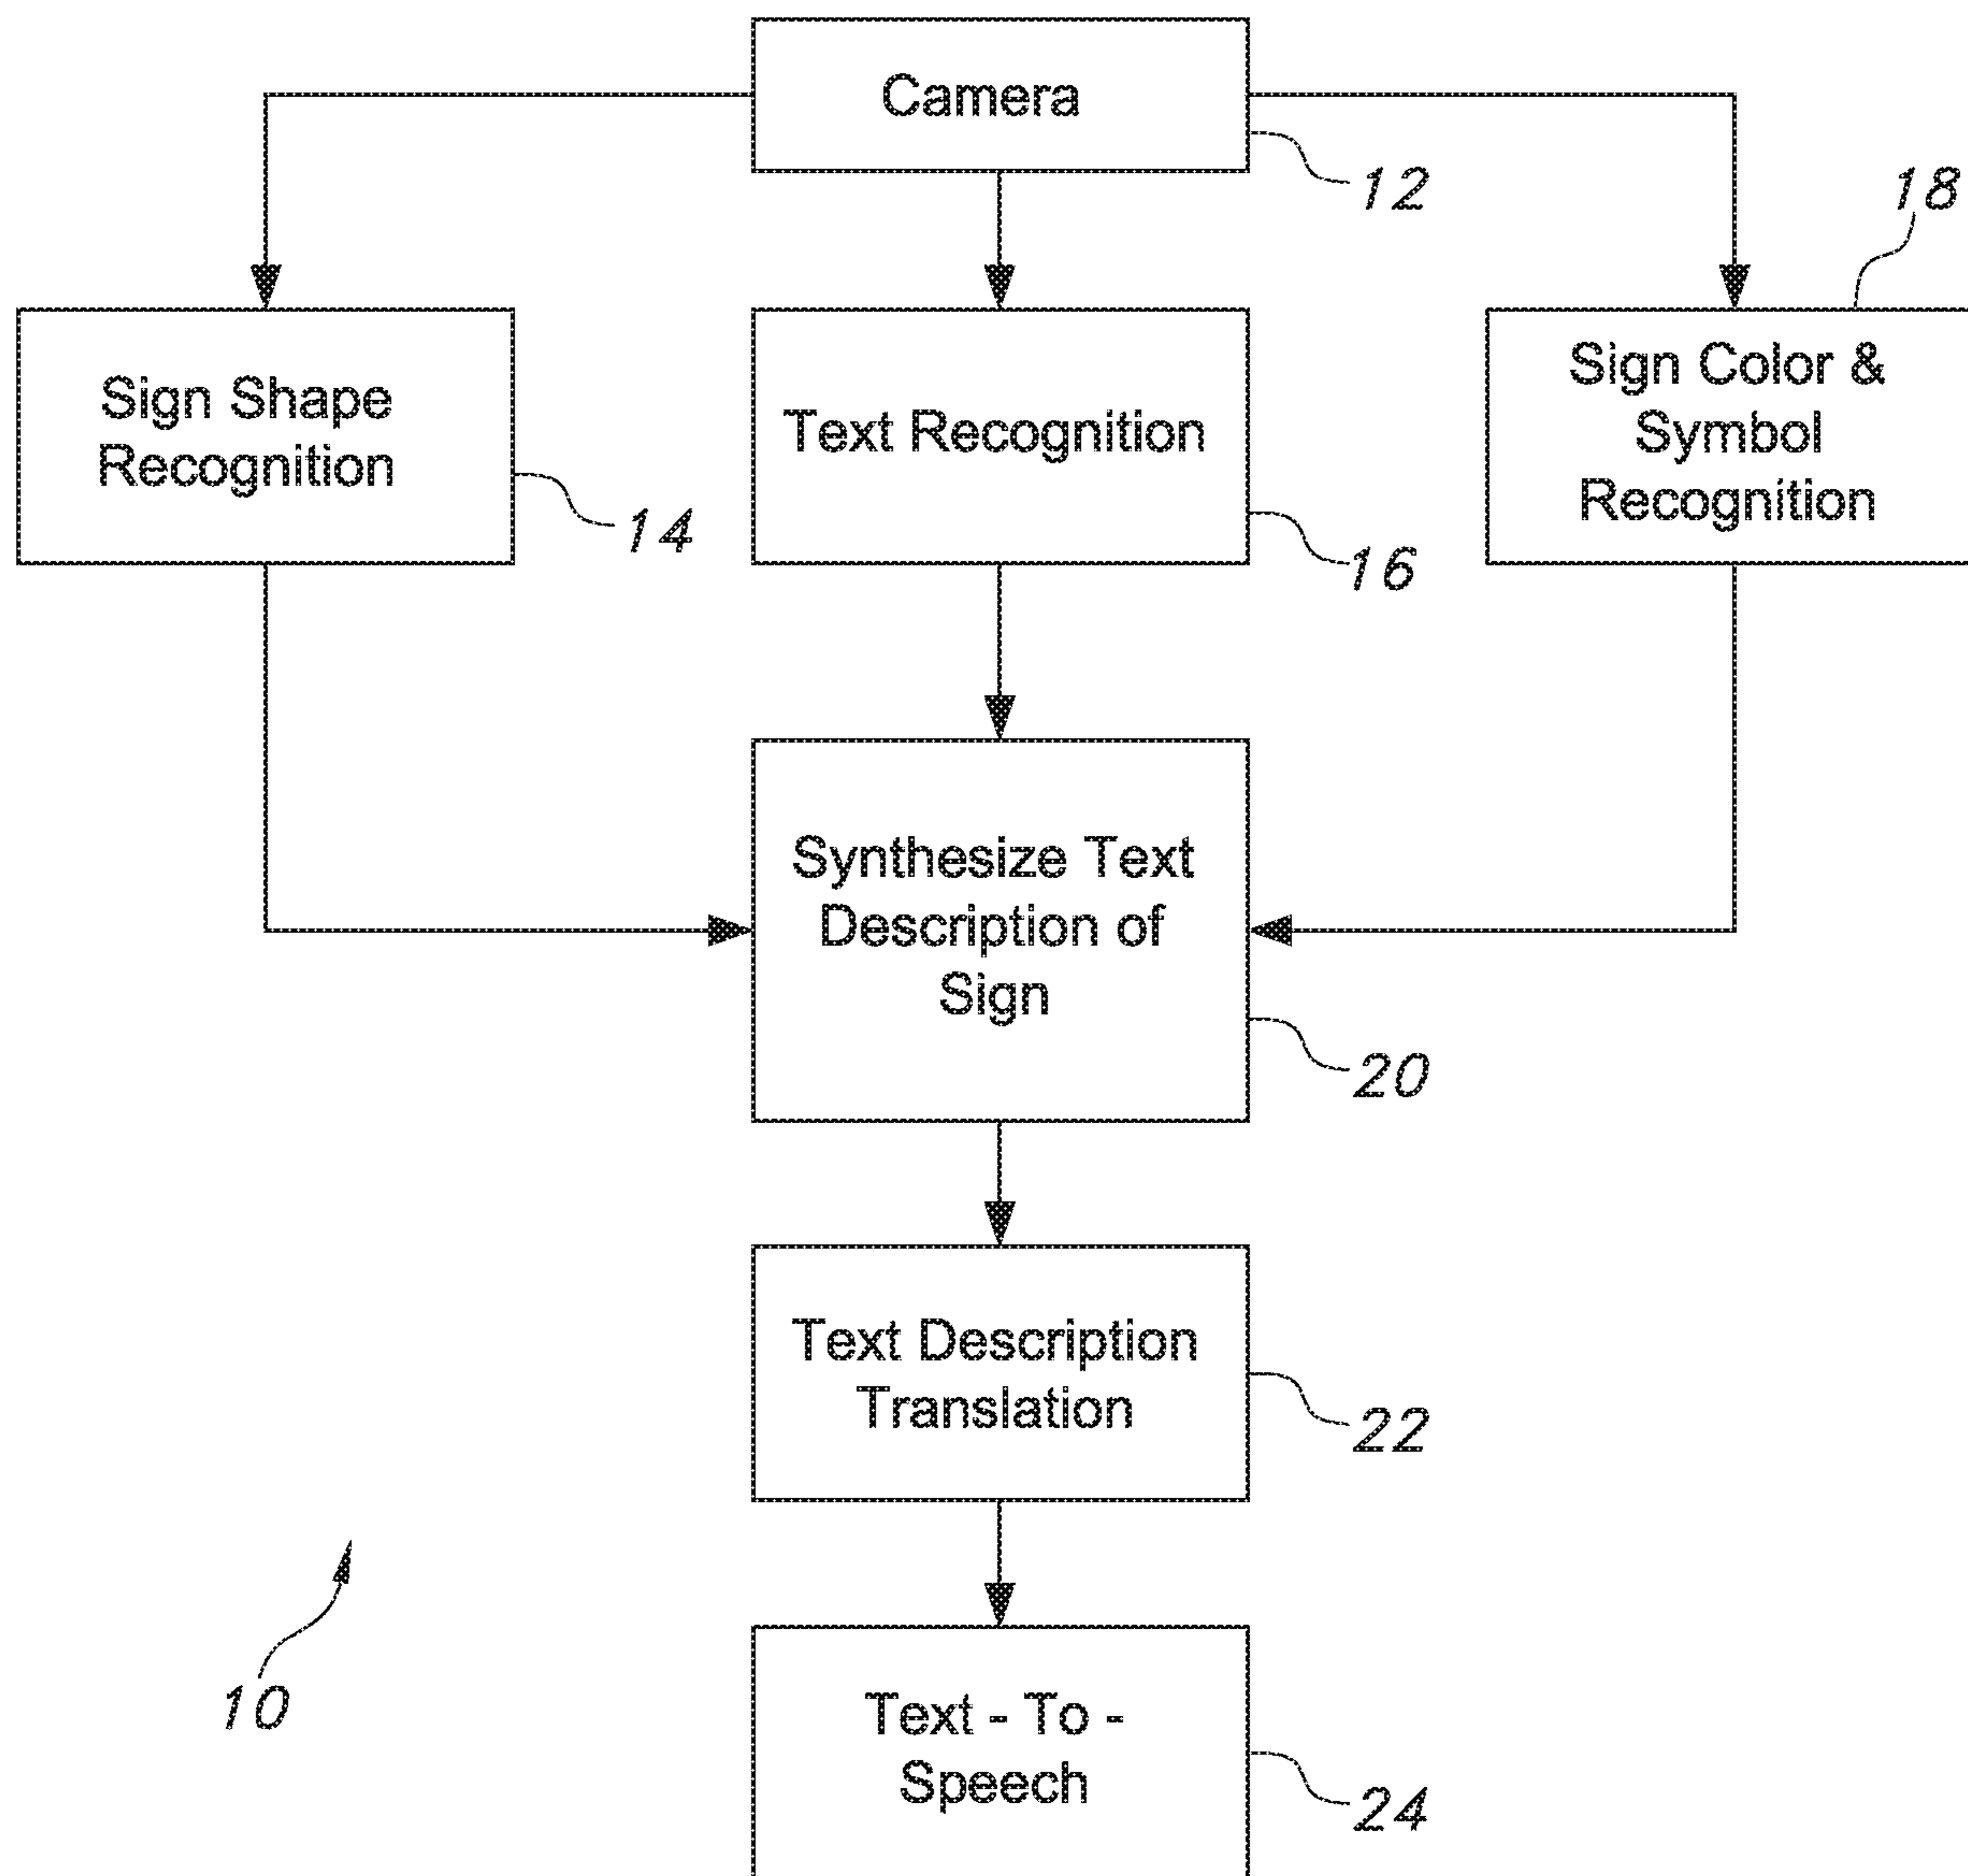 Camera
12
18
Sign Shape
Recognition
14
Text Recognition
16
Sign Color &
Symbol
Recognition
Synthesize Text
Description of
Sign
20
Text Description
Translation
22
10
Text - To -
Speech
24